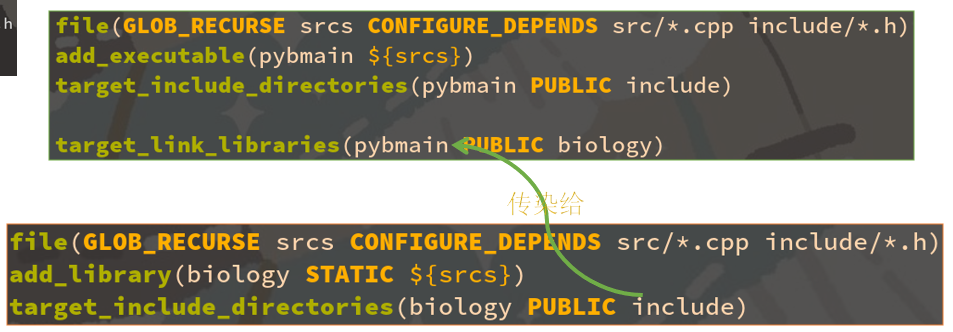 h
file(GLOB_RECURSE srcs CONFIGURE_DEPENDS src/*.cpp include/*.h)
add_executable(pybmain ${srcs})
target_include_directories(pybmain PUBLIC include)
target_link_libraries(pybmain PUBLIC biology)
传染给
file(GLOB_RECURSE srcs CONFIGURE_DEPENDS src/*.cpp include/*.h)
add_library(biology STATIC ${srcs})
target_include_directories(biology PUBLIC include)